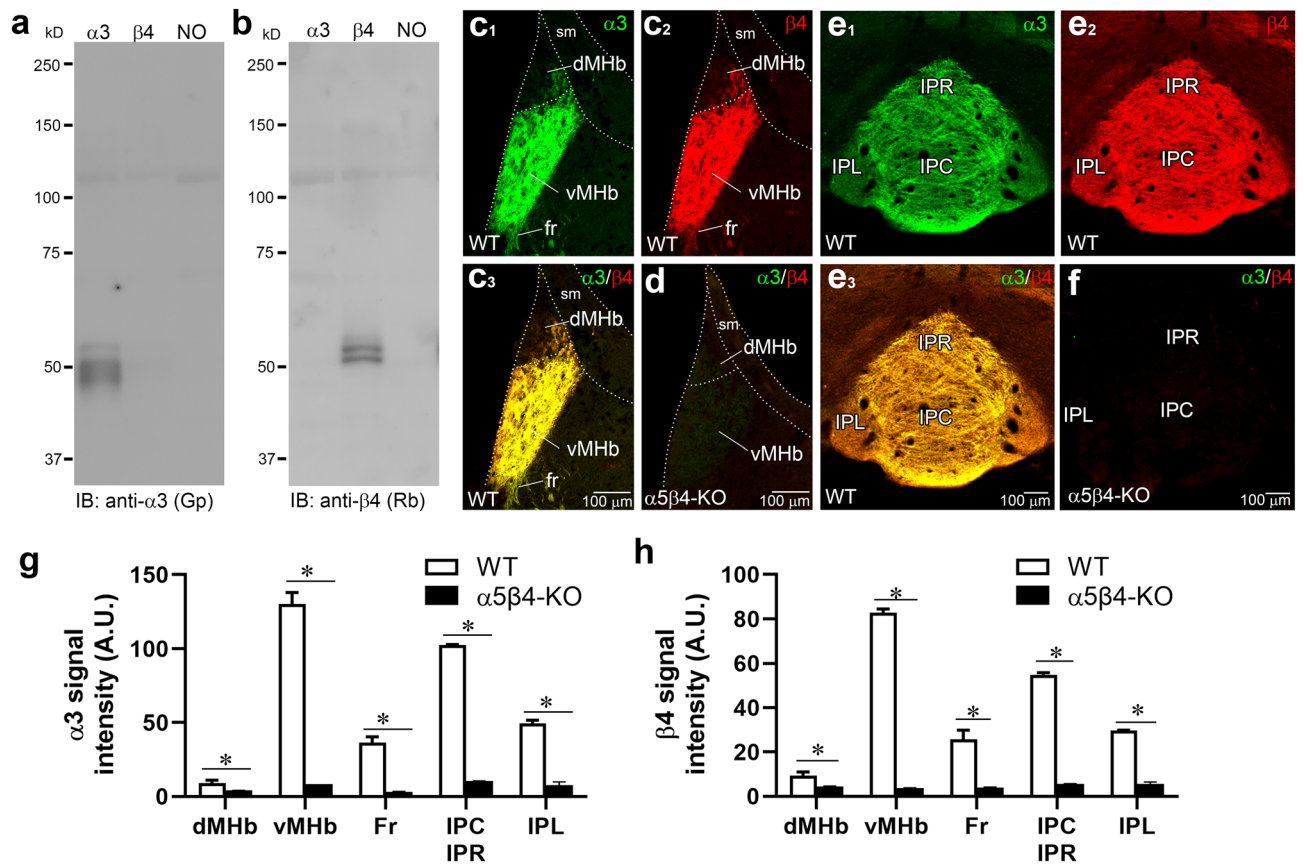 a
kD α3 β4 NO
250
150
100
75
50
37
IB: anti-α3 (Gp)
b
kD α3 β4 NO
250
150
100
75
50
37
IB: anti-β4 (Rb)
c1 α3
sm
dMHb
vMHb
fr
WT
c2 β4
sm
dMHb
vMHb
fr
WT
e1 α3
IPR
IPC
IPL
WT
e2 β4
IPR
IPC
IPL
WT
c3 α3/β4
sm
dMHb
vMHb
fr
WT 100 μm
d α3/β4
sm
dMHb
vMHb
α5β4-KO 100 μm
e3 α3/β4
IPR
IPC
IPL
WT 100 μm
f α3/β4
IPR
IPC
IPL
α5β4-KO 100 μm
g
WT
α5β4-KO
α3 signal
intensity (A.U.)
150
100
50
0
* * * * *
dMHb vMHb Fr IPC IPL
IPR
h
WT
α5β4-KO
β4 signal
intensity (A.U.)
100
80
60
40
20
0
* * * * *
dMHb vMHb Fr IPC IPL
IPR